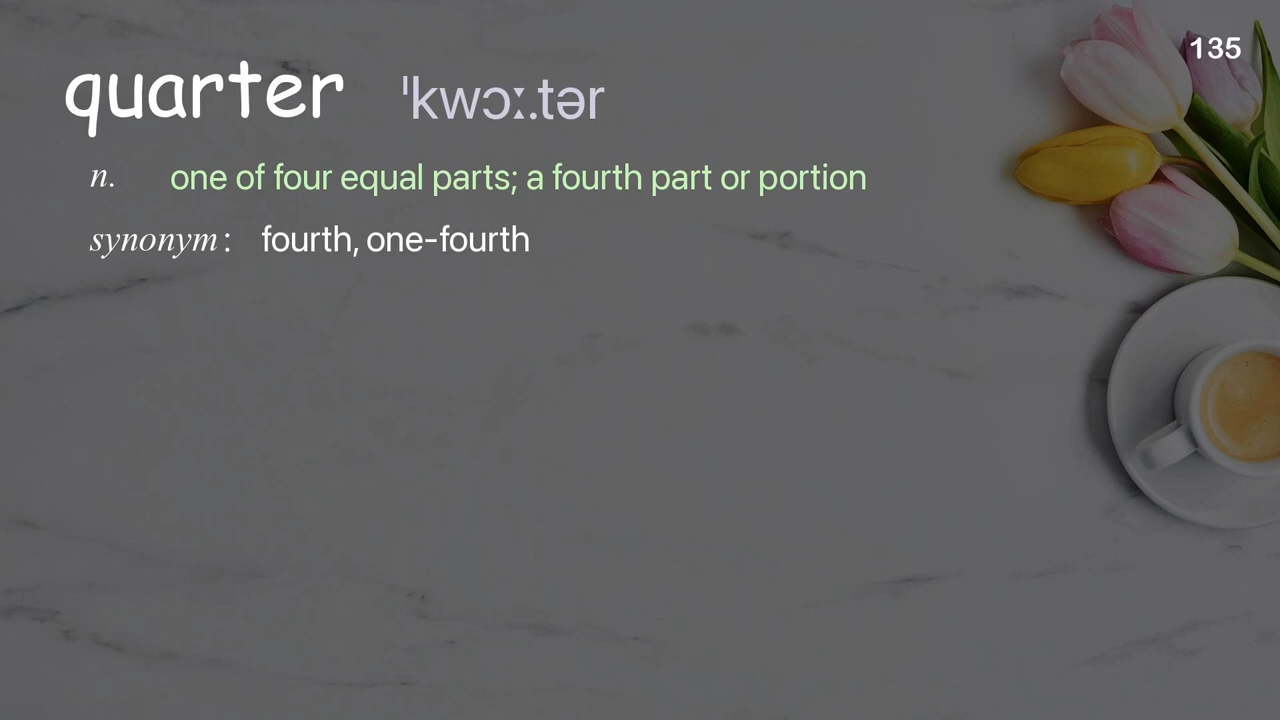 135
quarter ˈkwɔː.tər
n. one of four equal parts; a fourth part or portion
synonym: fourth, one-fourth